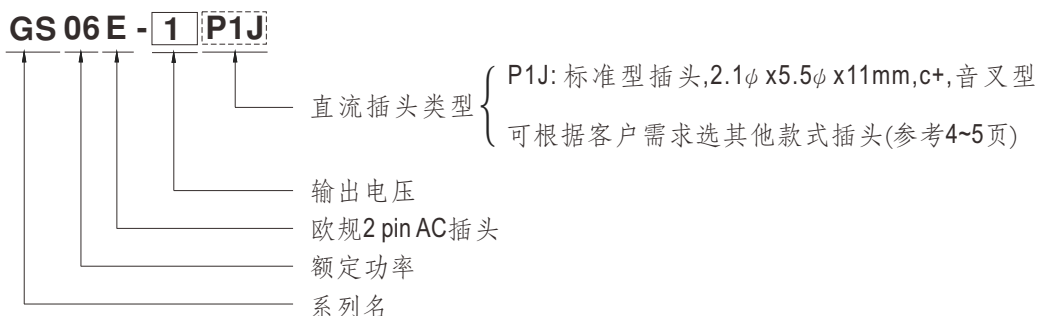 GS 06 E - 1 P1J
P1J: 标准型插头,2.1φ x5.5φ x11mm,c+,音叉型
直流插头类型
可根据客户需求选其他款式插头(参考4~5页)
输出电压
欧规2 pin AC插头
额定功率
系列名